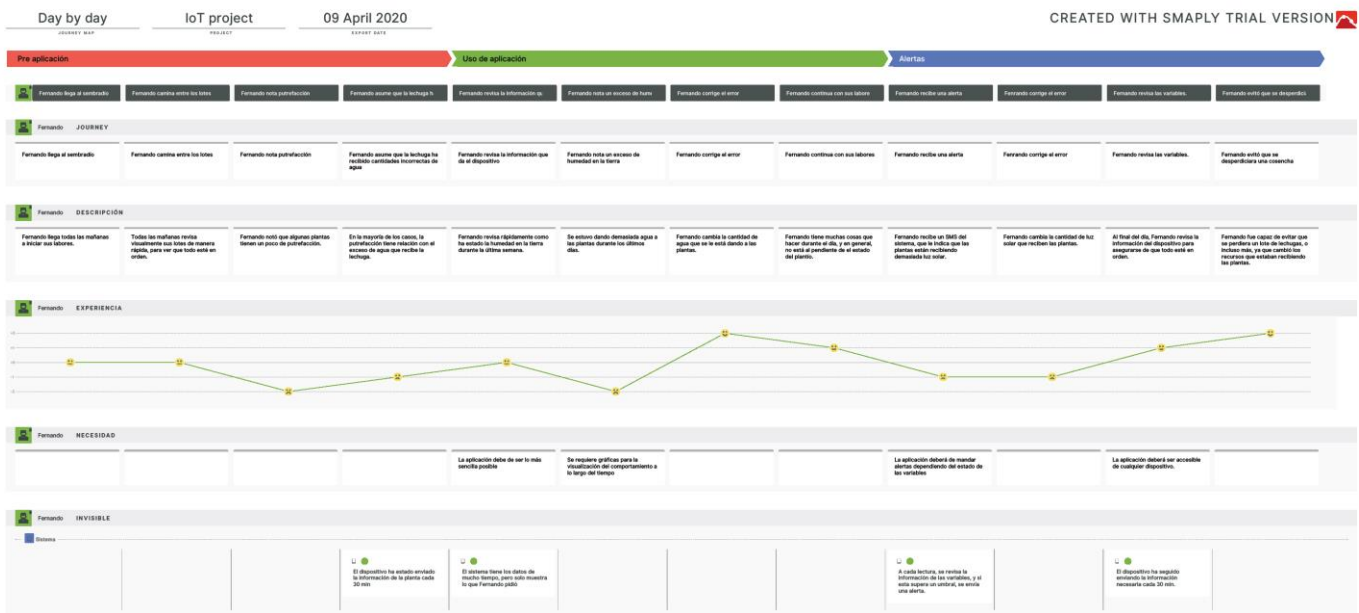 Day by day
JOURNEY MAP
IoT project
PROJECT
09 April 2020
EXPORT DATE
CREATED WITH SMAPLY TRIAL VERSION
Pre aplicación
Uso de aplicación
Alertas
Fernando llega al sembradío
Fernando camina entre los lotes
Fernando nota putrefacción
Fernando asume que la lechuga h
Fernando revisa la información qu
Fernando nota un exceso de hume
Fernando corrige el error
Fernando continua con sus labore
Fernando recibe una alerta
Fenrando corrige el error
Fernando revisa las variables.
Fernando evitó que se desperdics
Fernando JOURNEY
Fernando llega al sembradío
Fernando camina entre los lotes
Fernando nota putrefacción
Fernando asume que la lechuga ha
recibido cantidades incorrectas de
agua
Fernando revisa la información que
da el dispositivo
Fernando nota un exceso de
humedad en la tierra
Fernando corrige el error
Fernando continua con sus labores
Fernando recibe una alerta
Fenrando corrige el error
Fernando revisa las variables.
Fernando evitó que se
desperdiciara una cosencha
Fernando DESCRIPCIÓN
Fernando llega todas las mañanas
a iniciar sus labores.
Todas las mañanas revisa
visualmente sus lotes de manera
rápida, para ver que todo esté en
orden.
Fernando notó que algunas plantas
tienen un poco de putrefacción.
En la mayoría de los casos, la
putrefacción tiene relación con el
exceso de agua que recibe la
lechuga.
Fernando revisa rápidamente como
ha estado la humedad en la tierra
durante la última semana.
Se estuvo dando demasiada agua a
las plantas durante los últimos
días.
Fernando cambia la cantidad de
agua que se le está dando a las
plantas.
Fernando tiene muchas cosas que
hacer durante el día, y en general,
no está al pendiente de el estado
del plantío.
Fernando recibe un SMS del
sistema, que le indica que las
plantas están recibiendo
demasiada luz solar.
Fernando cambia la cantidad de luz
solar que reciben las plantas.
Al final del día, Fernando revisa la
información del dispositivo para
asegurarse de que todo esté en
orden.
Fernando fue capaz de evitar que
se perdiera un lote de lechugas, o
incluso más, ya que cambió los
recursos que estaban recibiendo
las plantas.
Fernando EXPERIENCIA
Fernando NECESIDAD
La aplicación debe de ser lo más
sencilla posible
Se requiere gráficas para la
visualización del comportamiento a
lo largo del tiempo
La aplicación deberá de mandar
alertas dependiendo del estado de
las variables
La aplicación deberá ser accesible
de cualquier dispositivo.
Fernando INVISIBLE
Sistema
El dispositivo ha estado enviado
la información de la planta cada
30 min
El sistema tiene los datos de
mucho tiempo, pero solo muestra
lo que Fernando pidió
A cada lectura, se revisa la
información de las variables, y si
esta supera un umbral, se envía
una alerta.
El dispositivo ha seguido
enviando la información
necesaria cada 30 min.